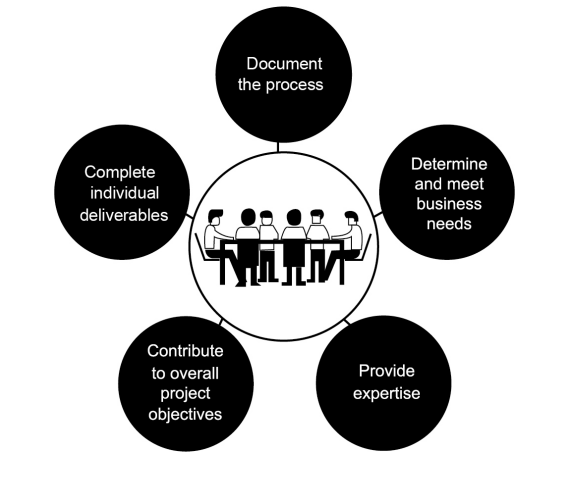 Document
the process
Determine
and meet
business
needs
Provide
expertise
Contribute
to overall
project
objectives
Complete
individual
deliverables